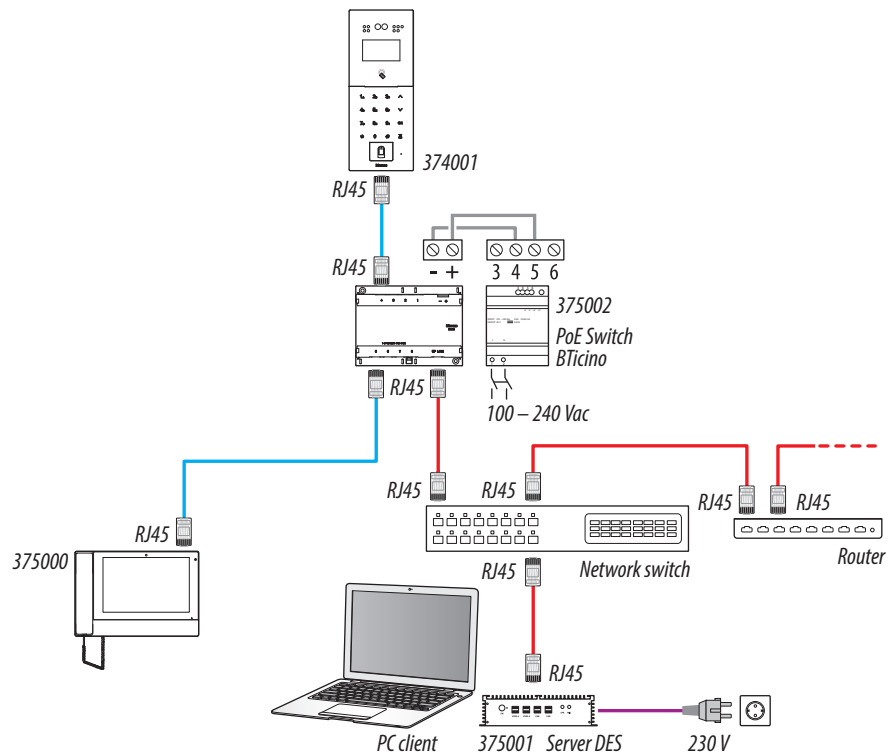 374001
RJ45
RJ45
- +
3 4 5 6
375002
PoE Switch
BTicino
RJ45
100 – 240 Vac
RJ45
RJ45
RJ45
RJ45
RJ45
375000
Router
RJ45
Network switch
RJ45
PC client
375001 Server DES
230 V